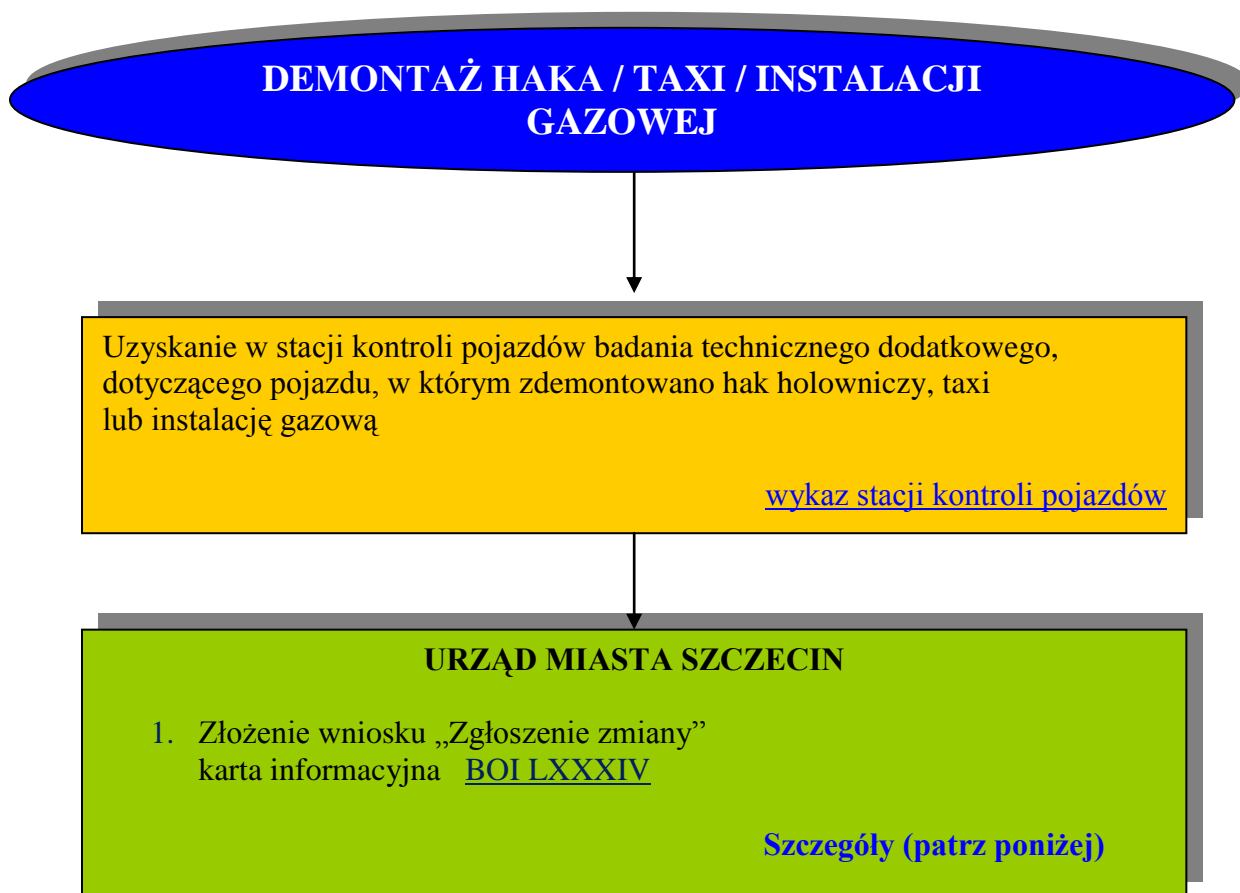 DEMONTAŻ HAKA / TAXI / INSTALACJI
GAZOWEJ
Uzyskanie w stacji kontroli pojazdów badania technicznego dodatkowego,
dotyczącego pojazdu, w którym zdemontowano hak holowniczy, taxi
lub instalację gazową
wykaz stacji kontroli pojazdów
URZĄD MIASTA SZCZECIN
1. Złożenie wniosku „Zgłoszenie zmiany”
karta informacyjna BOI LXXXIV
Szczegóły (patrz poniżej)